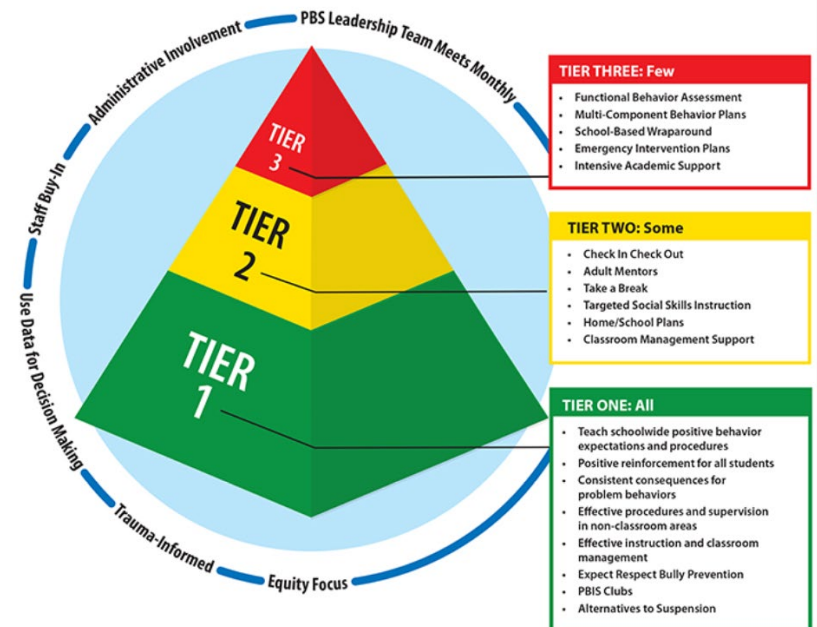 PBS Leadership Team Meets Monthly
Administrative Involvement
Staff Buy-In
Use Data for Decision Making
Trauma-Informed
Equity Focus
TIER
3
TIER
2
TIER
1
TIER THREE: Few
• Functional Behavior Assessment
• Multi-Component Behavior Plans
• School-Based Wraparound
• Emergency Intervention Plans
• Intensive Academic Support
TIER TWO: Some
• Check In Check Out
• Adult Mentors
• Take a Break
• Targeted Social Skills Instruction
• Home/School Plans
• Classroom Management Support
TIER ONE: All
• Teach schoolwide positive behavior
expectations and procedures
• Positive reinforcement for all students
• Consistent consequences for
problem behaviors
• Effective procedures and supervision
in non-classroom areas
• Effective instruction and classroom
management
• Expect Respect Bully Prevention
• PBIS Clubs
• Alternatives to Suspension